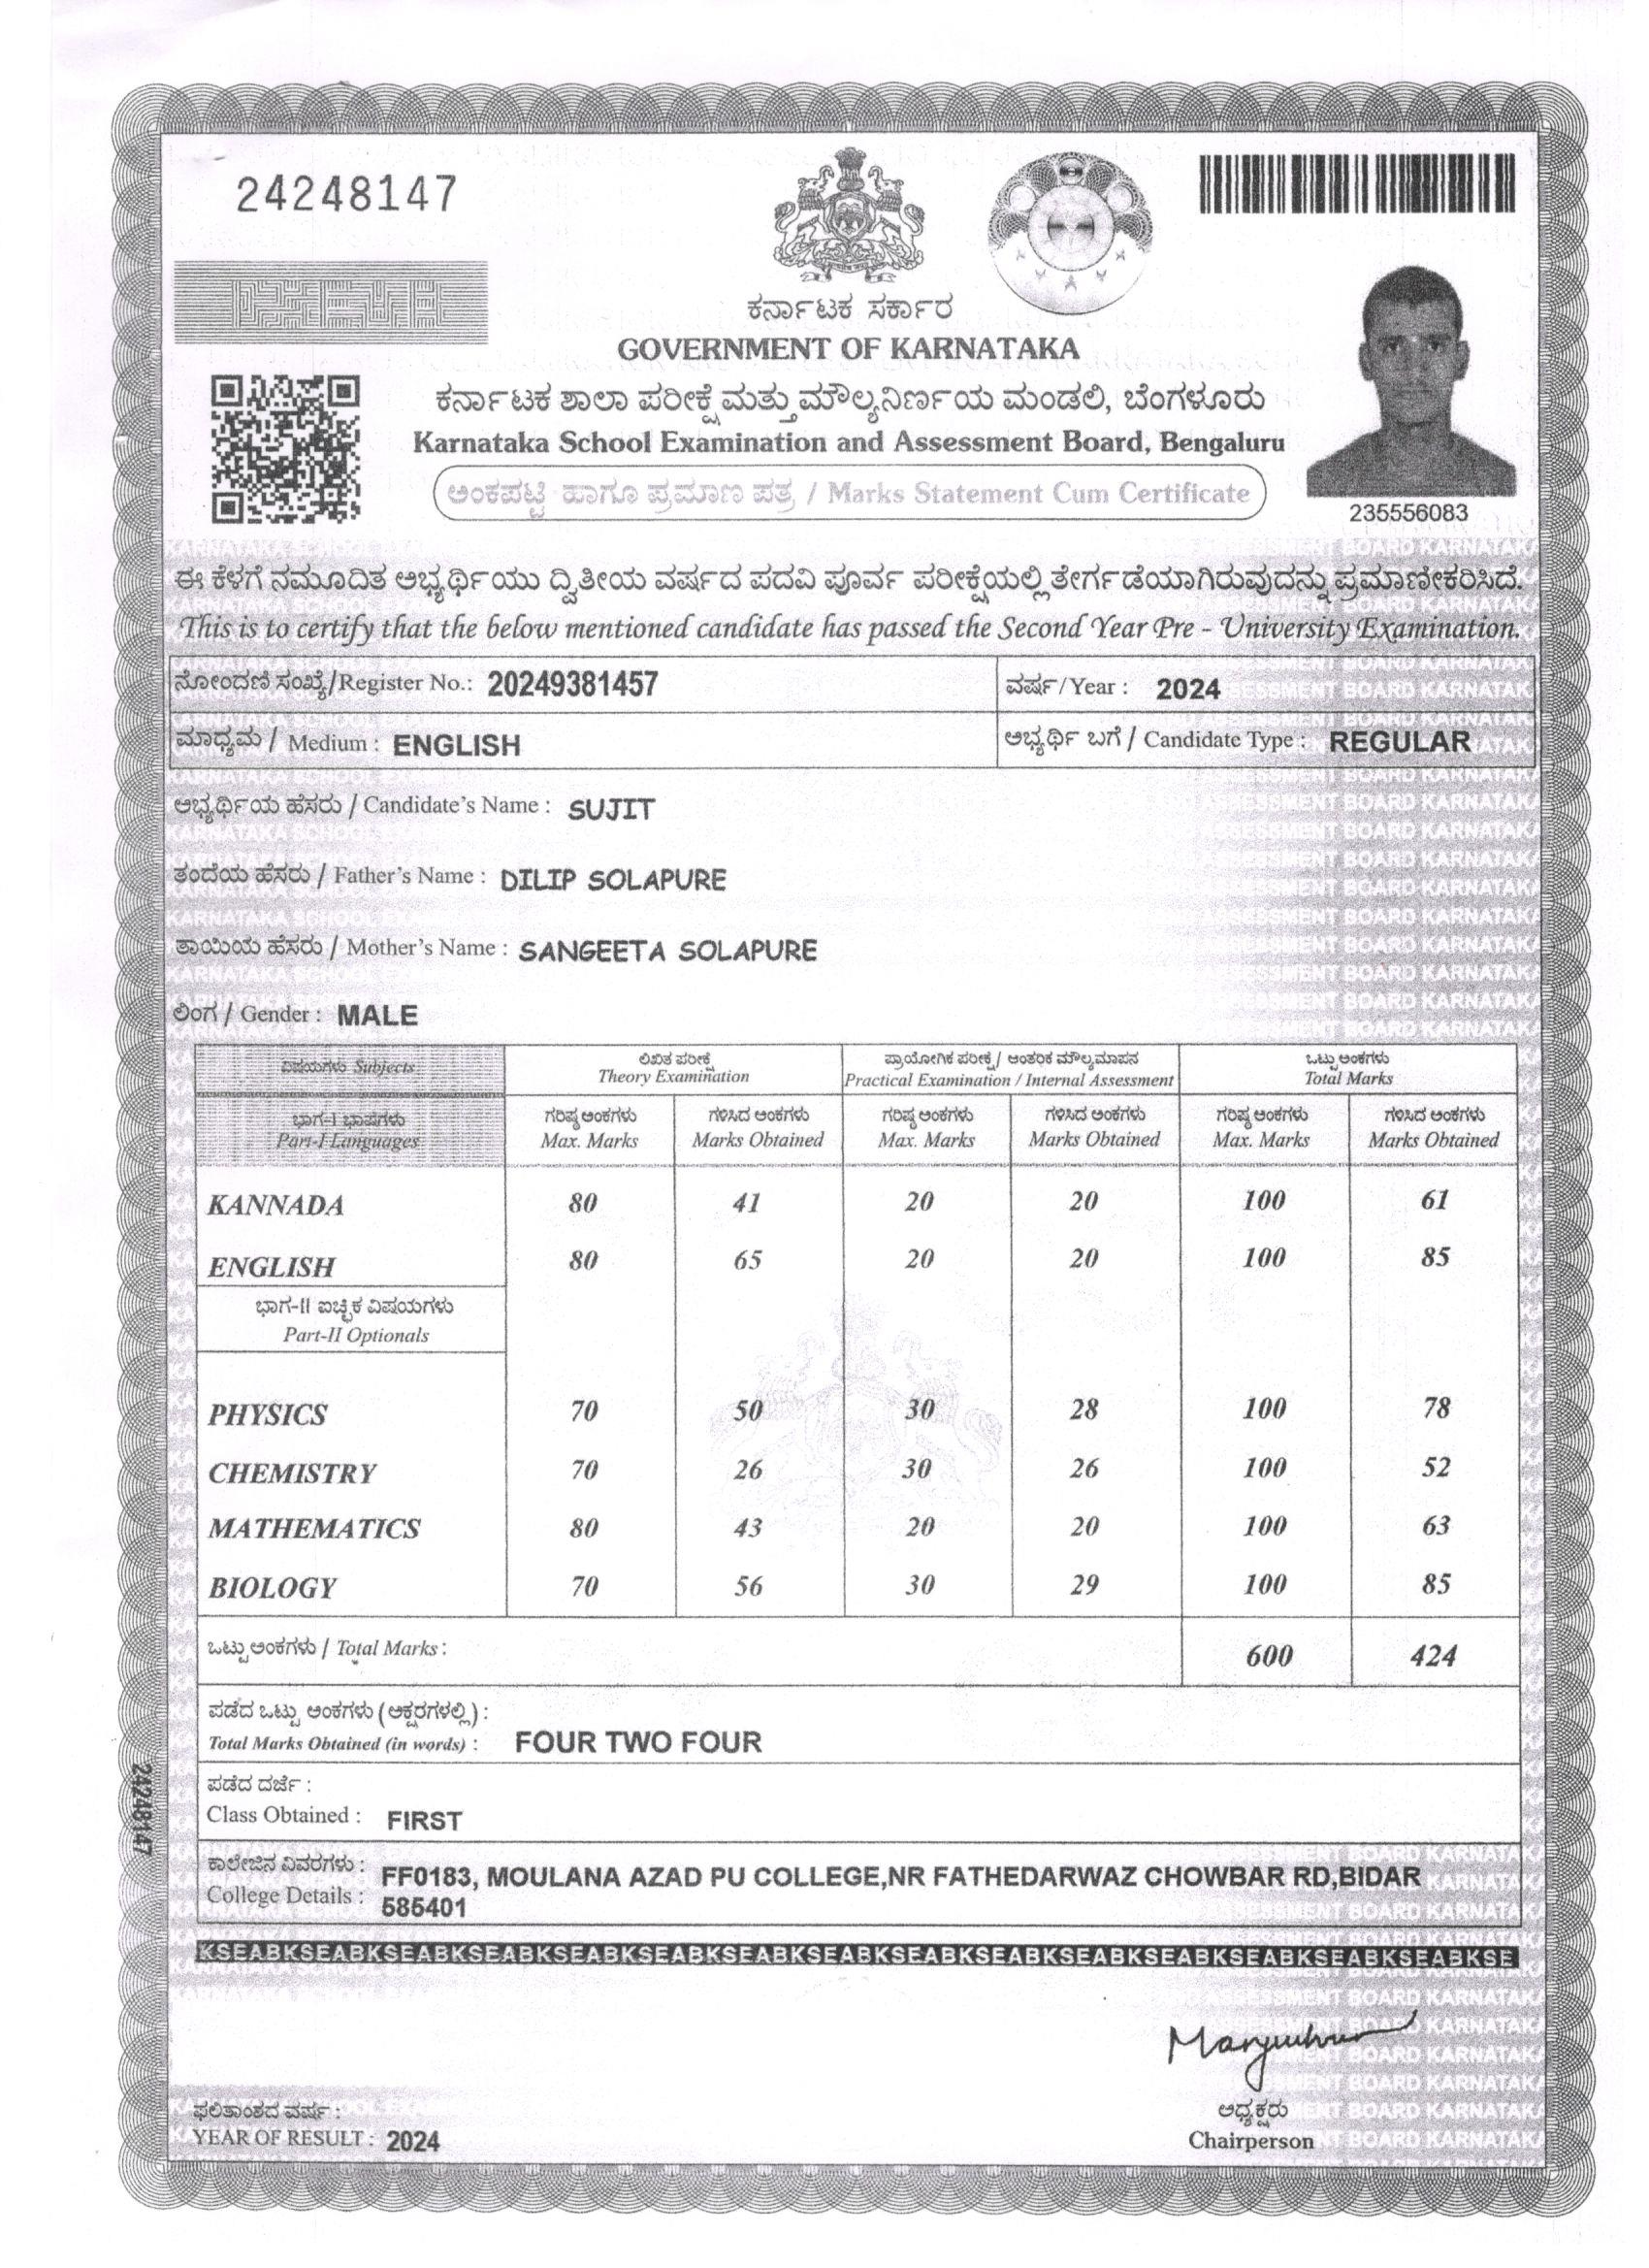 24248147
ಕರ್ನಾಟಕ ಸರ್ಕಾರ
GOVERNMENT OF KARNATAKA
ಕರ್ನಾಟಕ ಶಾಲಾ ಪರೀಕ್ಷೆ ಮತ್ತು ಮೌಲ್ಯನಿರ್ಣಯ ಮಂಡಲಿ, ಬೆಂಗಳೂರು
Karnataka School Examination and Assessment Board, Bengaluru
ಅಂಕಪಟ್ಟಿ ಹಾಗೂ ಪ್ರಮಾಣ ಪತ್ರ / Marks Statement Cum Certificate
235556083
ಈ ಕೆಳಗೆ ನಮೂದಿತ ಅಭ್ಯರ್ಥಿಯು ದ್ವಿತೀಯ ವರ್ಷದ ಪದವಿ ಪೂರ್ವ ಪರೀಕ್ಷೆಯಲ್ಲಿ ತೇರ್ಗಡೆಯಾಗಿರುವುದನ್ನು ಪ್ರಮಾಣೀಕರಿಸಿದೆ.
This is to certify that the below mentioned candidate has passed the Second Year Pre - University Examination.
ನೋಂದಣಿ ಸಂಖ್ಯೆ/Register No.: 20249381457 ವರ್ಷ/Year : 2024
ಮಾಧ್ಯಮ / Medium : ENGLISH ಅಭ್ಯರ್ಥಿ ಬಗೆ / Candidate Type : REGULAR
ಅಭ್ಯರ್ಥಿಯ ಹೆಸರು / Candidate's Name : SUJIT
ತಂದೆಯ ಹೆಸರು / Father's Name : DILIP SOLAPURE
ತಾಯಿಯ ಹೆಸರು / Mother's Name : SANGEETA SOLAPURE
ಲಿಂಗ / Gender : MALE
ವಿಷಯಗಳು Subjects ಲಿಖಿತ ಪರೀಕ್ಷೆ ಪ್ರಾಯೋಗಿಕ ಪರೀಕ್ಷೆ / ಆಂತರಿಕ ಮೌಲ್ಯಮಾಪನ ಒಟ್ಟು ಅಂಕಗಳು
Theory Examination Practical Examination / Internal Assessment Total Marks
ಭಾಗ-I ಭಾಷೆಗಳು ಗರಿಷ್ಠ ಅಂಕಗಳು ಗಳಿಸಿದ ಅಂಕಗಳು ಗರಿಷ್ಠ ಅಂಕಗಳು ಗಳಿಸಿದ ಅಂಕಗಳು ಗರಿಷ್ಠ ಅಂಕಗಳು ಗಳಿಸಿದ ಅಂಕಗಳು
Part-I Languages Max. Marks Marks Obtained Max. Marks Marks Obtained Max. Marks Marks Obtained
KANNADA 80 41 20 20 100 61
ENGLISH 80 65 20 20 100 85
ಭಾಗ-II ಐಚ್ಛಿಕ ವಿಷಯಗಳು
Part-II Optionals
PHYSICS 70 50 30 28 100 78
CHEMISTRY 70 26 30 26 100 52
MATHEMATICS 80 43 20 20 100 63
BIOLOGY 70 56 30 29 100 85
ಒಟ್ಟು ಅಂಕಗಳು / Total Marks : 600 424
ಪಡೆದ ಒಟ್ಟು ಅಂಕಗಳು (ಅಕ್ಷರಗಳಲ್ಲಿ) :
Total Marks Obtained (in words) : FOUR TWO FOUR
ಪಡೆದ ದರ್ಜೆ :
Class Obtained : FIRST
24248147
ಕಾಲೇಜಿನ ವಿವರಗಳು : FF0183, MOULANA AZAD PU COLLEGE,NR FATHEDARWAZ CHOWBAR RD,BIDAR
College Details : 585401
KSEABKSEABKSEABKSEABKSEABKSEABKSEABKSEABKSEABKSEABKSEABKSEABKSEABKSEABKSEABKSE
ಫಲಿತಾಂಶದ ವರ್ಷ :
YEAR OF RESULT : 2024
ಅಧ್ಯಕ್ಷರು
Chairperson